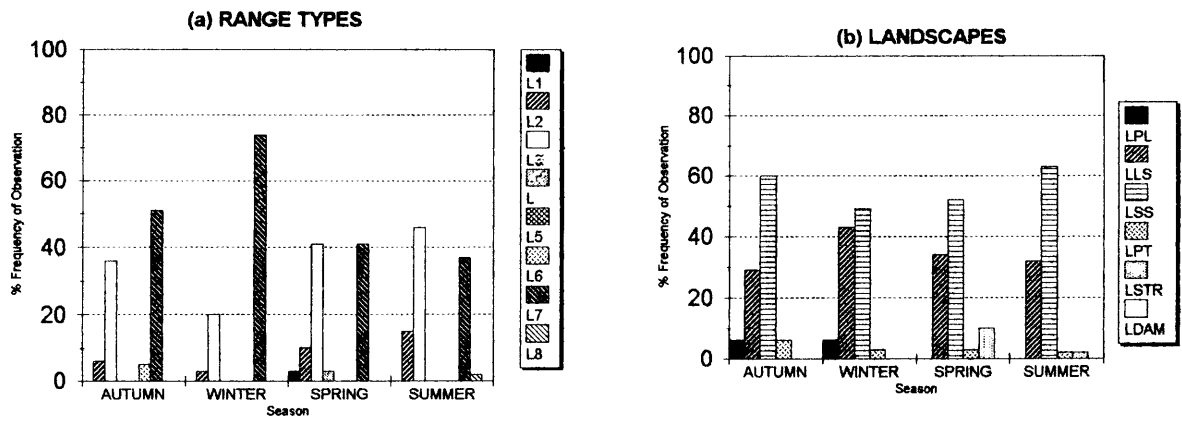 (a) RANGE TYPES
100
80
60
40
20
0
% Frequency of Observation
AUTUMN WINTER SPRING SUMMER
Season
L1
L2
L3
L
L5
L6
L7
L8
(b) LANDSCAPES
100
80
60
40
20
0
% Frequency of Observation
AUTUMN WINTER SPRING SUMMER
Season
LPL
LLS
LSS
LPT
LSTR
LDAM